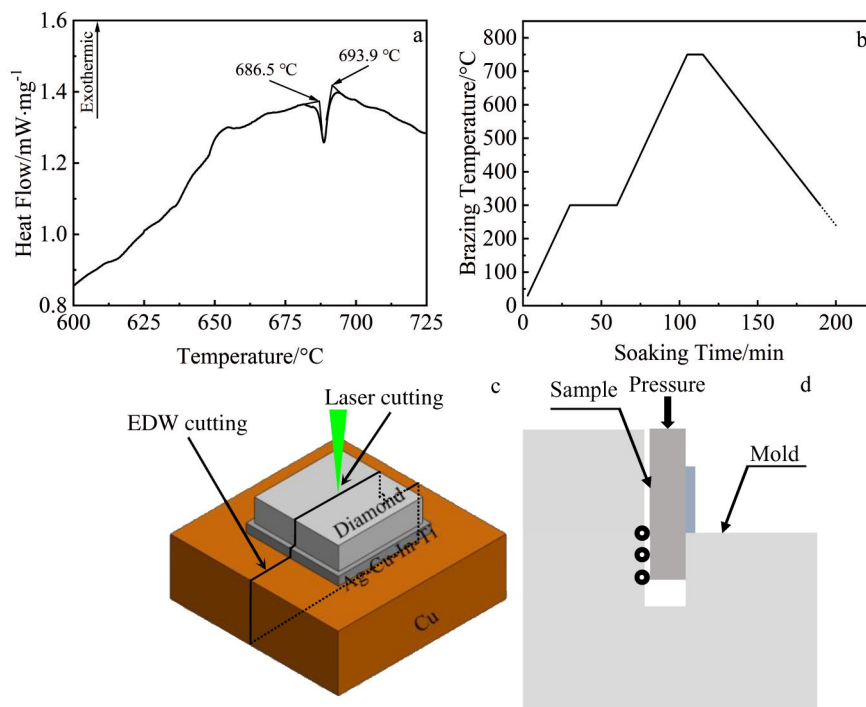 a
Exothermic
686.5 °C
693.9 °C
Heat Flow/mW·mg⁻¹
1.6
1.4
1.2
1.0
0.8
600
625
650
675
700
725
Temperature/°C
b
Brazing Temperature/°C
800
700
600
500
400
300
200
100
0
0
50
100
150
200
Soaking Time/min
c
EDW cutting
Laser cutting
Diamond
Ag-Cu-In-Ti
Cu
d
Sample
Pressure
Mold